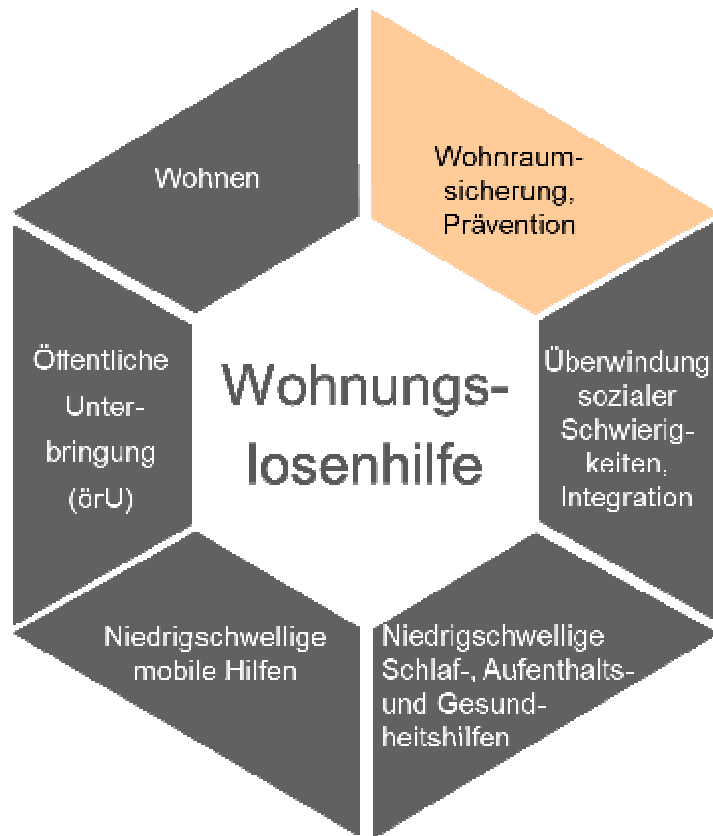 Wohnen
Wohnraum-
sicherung,
Prävention
Öffentliche
Unter-
bringung
(örU)
Wohnungs-
losenhilfe
Überwindung
sozialer
Schwierig-
keiten,
Integration
Niedrigschwellige
mobile Hilfen
Niedrigschwellige
Schlaf-, Aufenthalts-
und Gesund-
heitshilfen